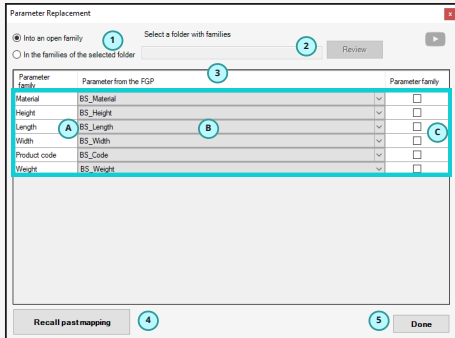 Parameter Replacement
x
Into an open family
1
Select a folder with families
In the families of the selected folder
2
Review
3
Parameter family
Parameter from the FGP
Parameter family
Material
BS_Material
Height
BS_Height
Length
A
BS_Length
B
C
Width
BS_Width
Product code
BS_Code
Weight
BS_Weight
Recall past mapping
4
5
Done